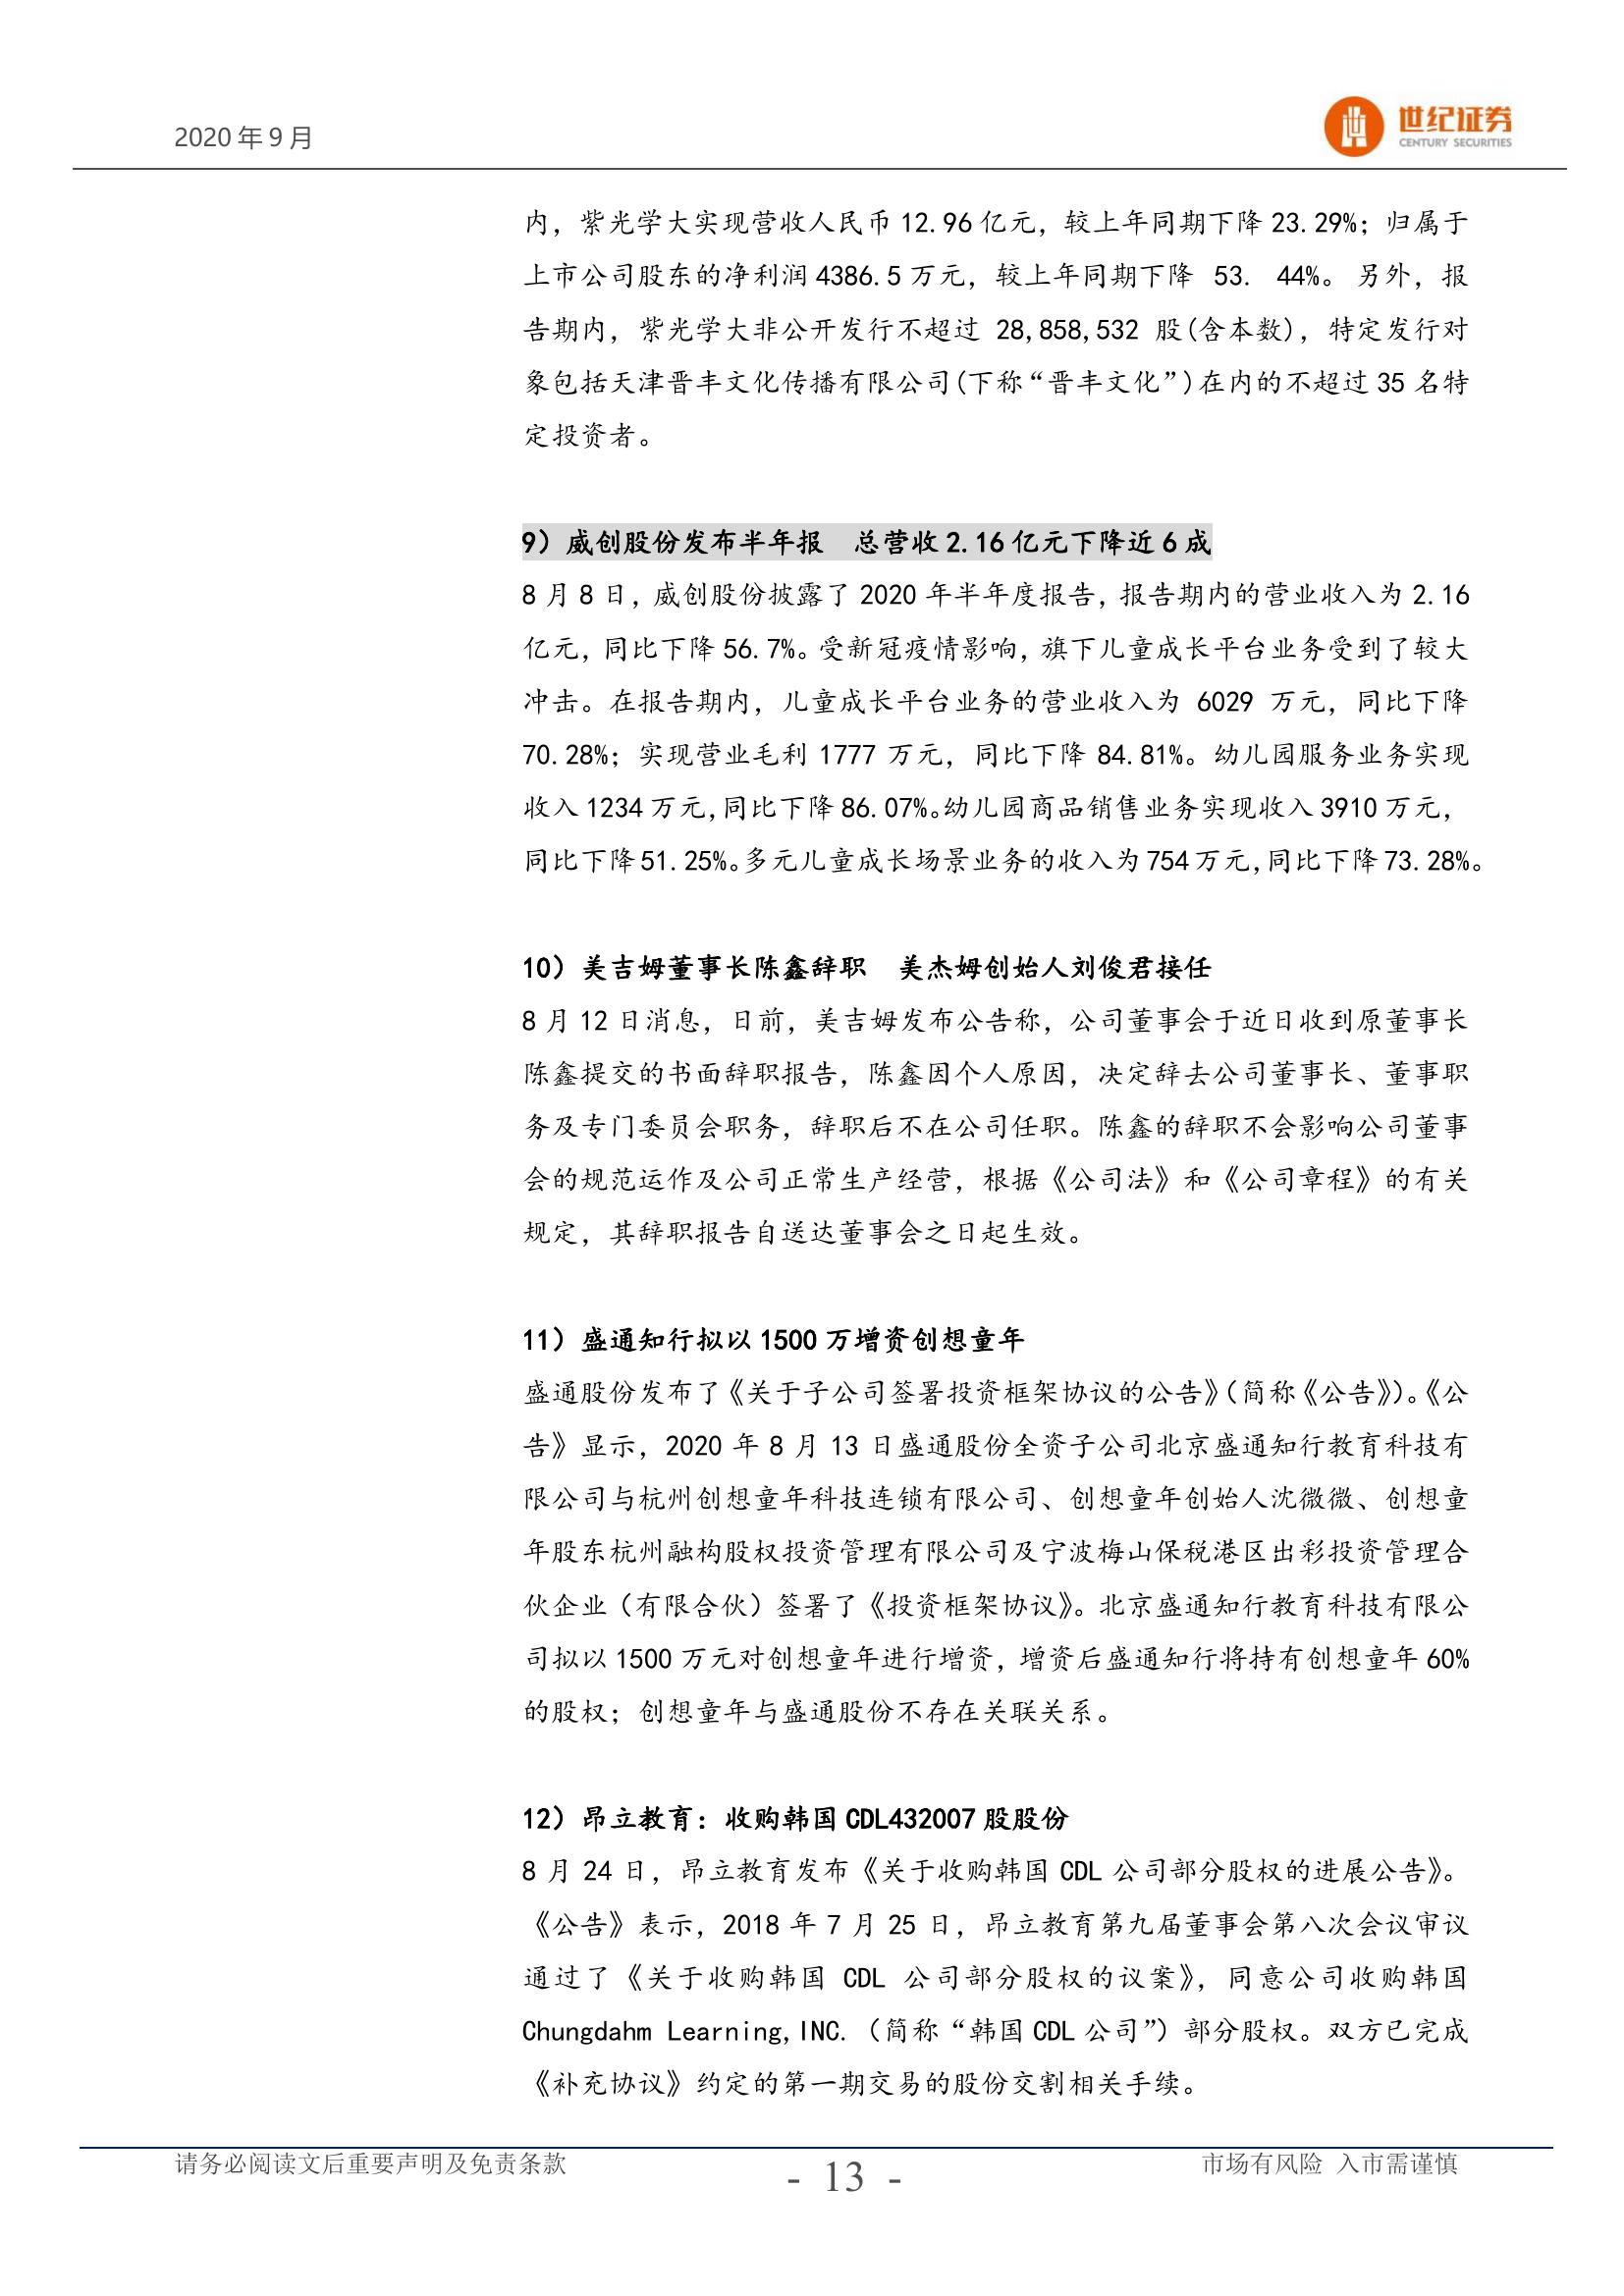 2020 年 9 月
世纪证券
CENTURY SECURITIES
内，紫光学大实现营收人民币 12.96 亿元，较上年同期下降 23.29%；归属于
上市公司股东的净利润 4386.5 万元，较上年同期下降 53. 44%。 另外，报
告期内，紫光学大非公开发行不超过 28,858,532 股(含本数)，特定发行对
象包括天津晋丰文化传播有限公司(下称“晋丰文化”)在内的不超过 35 名特
定投资者。
9）威创股份发布半年报 总营收 2.16 亿元下降近 6 成
8 月 8 日，威创股份披露了 2020 年半年度报告，报告期内的营业收入为 2.16
亿元，同比下降 56.7%。受新冠疫情影响，旗下儿童成长平台业务受到了较大
冲击。在报告期内，儿童成长平台业务的营业收入为 6029 万元，同比下降
70.28%；实现营业毛利 1777 万元，同比下降 84.81%。幼儿园服务业务实现
收入 1234 万元,同比下降 86.07%。幼儿园商品销售业务实现收入 3910 万元，
同比下降 51.25%。多元儿童成长场景业务的收入为 754 万元,同比下降 73.28%。
10）美吉姆董事长陈鑫辞职 美杰姆创始人刘俊君接任
8 月 12 日消息，日前，美吉姆发布公告称，公司董事会于近日收到原董事长
陈鑫提交的书面辞职报告，陈鑫因个人原因，决定辞去公司董事长、董事职
务及专门委员会职务，辞职后不在公司任职。陈鑫的辞职不会影响公司董事
会的规范运作及公司正常生产经营，根据《公司法》和《公司章程》的有关
规定，其辞职报告自送达董事会之日起生效。
11）盛通知行拟以 1500 万增资创想童年
盛通股份发布了《关于子公司签署投资框架协议的公告》（简称《公告》）。《公
告》显示，2020 年 8 月 13 日盛通股份全资子公司北京盛通知行教育科技有
限公司与杭州创想童年科技连锁有限公司、创想童年创始人沈微微、创想童
年股东杭州融构股权投资管理有限公司及宁波梅山保税港区出彩投资管理合
伙企业（有限合伙）签署了《投资框架协议》。北京盛通知行教育科技有限公
司拟以 1500 万元对创想童年进行增资，增资后盛通知行将持有创想童年 60%
的股权；创想童年与盛通股份不存在关联关系。
12）昂立教育：收购韩国 CDL432007 股股份
8 月 24 日，昂立教育发布《关于收购韩国 CDL 公司部分股权的进展公告》。
《公告》表示，2018 年 7 月 25 日，昂立教育第九届董事会第八次会议审议
通过了《关于收购韩国 CDL 公司部分股权的议案》，同意公司收购韩国
Chungdahm Learning,INC.（简称“韩国 CDL 公司”）部分股权。双方已完成
《补充协议》约定的第一期交易的股份交割相关手续。
请务必阅读文后重要声明及免责条款
- 13 -
市场有风险 入市需谨慎